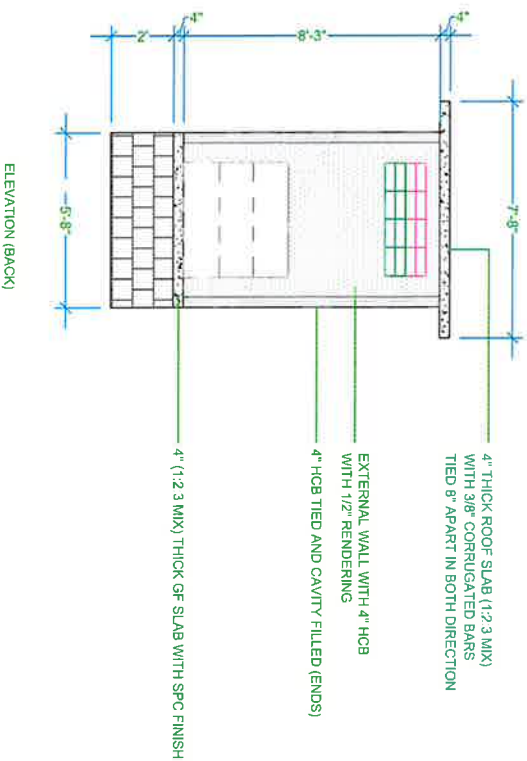 4"
8'-3"
4"
2'
7'-8"
5'-8"
4" THICK ROOF SLAB (1:2 3 MIX)
WITH 3/8" CORRUGATED BARS
TIED 6" APART IN BOTH DIRECTION
EXTERNAL WALL WITH 4" HCB
WITH 1/2" RENDERING
4" HCB TIED AND CAVITY FILLED (ENDS)
4" (1:2 3 MIX) THICK GF SLAB WITH SPC FINISH
ELEVATION (BACK)